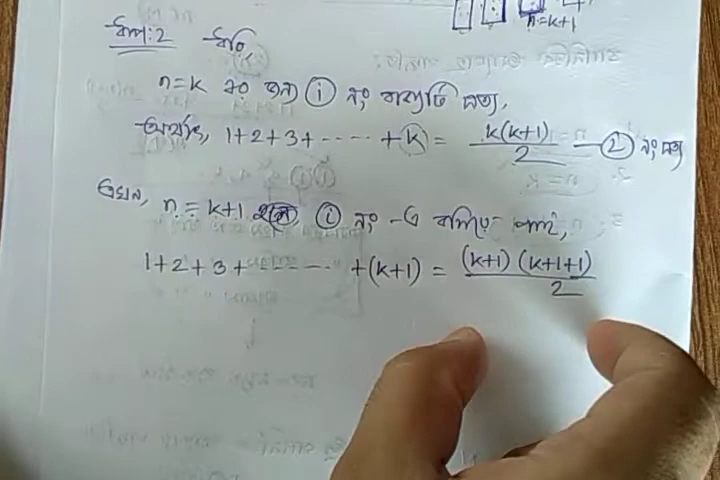 n=k+1
ধাপ:2 ধরি,
n=k এর জন্য (i) নং বাক্যটি সত্য,
অর্থাৎ, 1+2+3+ ----- +k = k(k+1)/2 — (2) নং সত্য
এখন, n = k+1 (i) নং -এ বসিয়ে পাই,
1+2+3+ ------- +(k+1) = (k+1)(k+1+1)/2